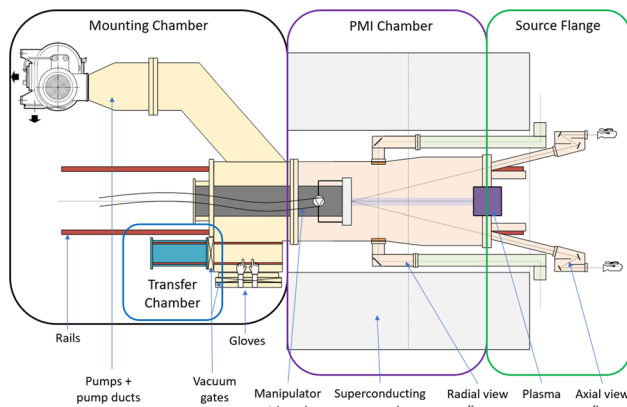 Mounting Chamber
PMI Chamber
Source Flange
Transfer
Chamber
Rails
Gloves
Pumps +
pump ducts
Vacuum
gates
Manipulator
Superconducting
Radial view
Plasma
Axial view